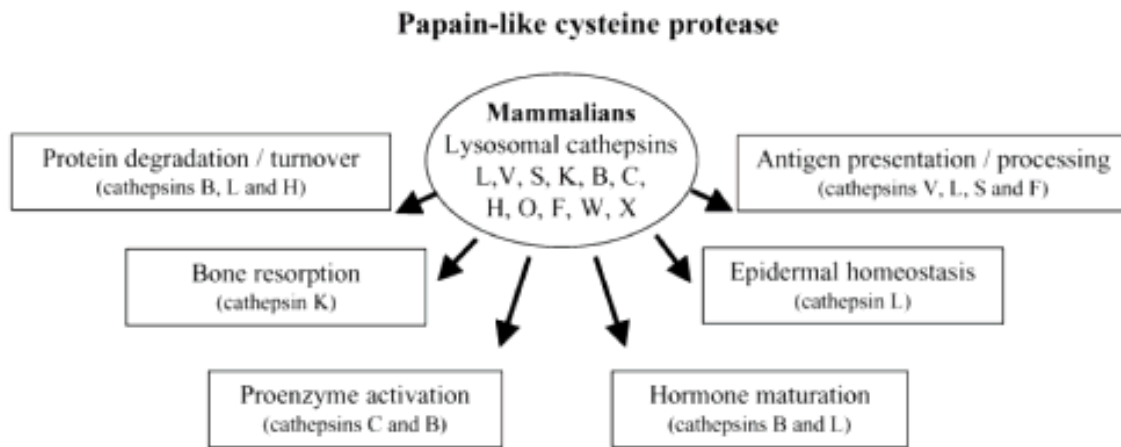 Papain-like cysteine protease
Mammalians
Lysosomal cathepsins
L,V, S, K, B, C,
H, O, F, W, X
Protein degradation / turnover
(cathepsins B, L and H)
Antigen presentation / processing
(cathepsins V, L, S and F)
Bone resorption
(cathepsin K)
Epidermal homeostasis
(cathepsin L)
Proenzyme activation
(cathepsins C and B)
Hormone maturation
(cathepsins B and L)